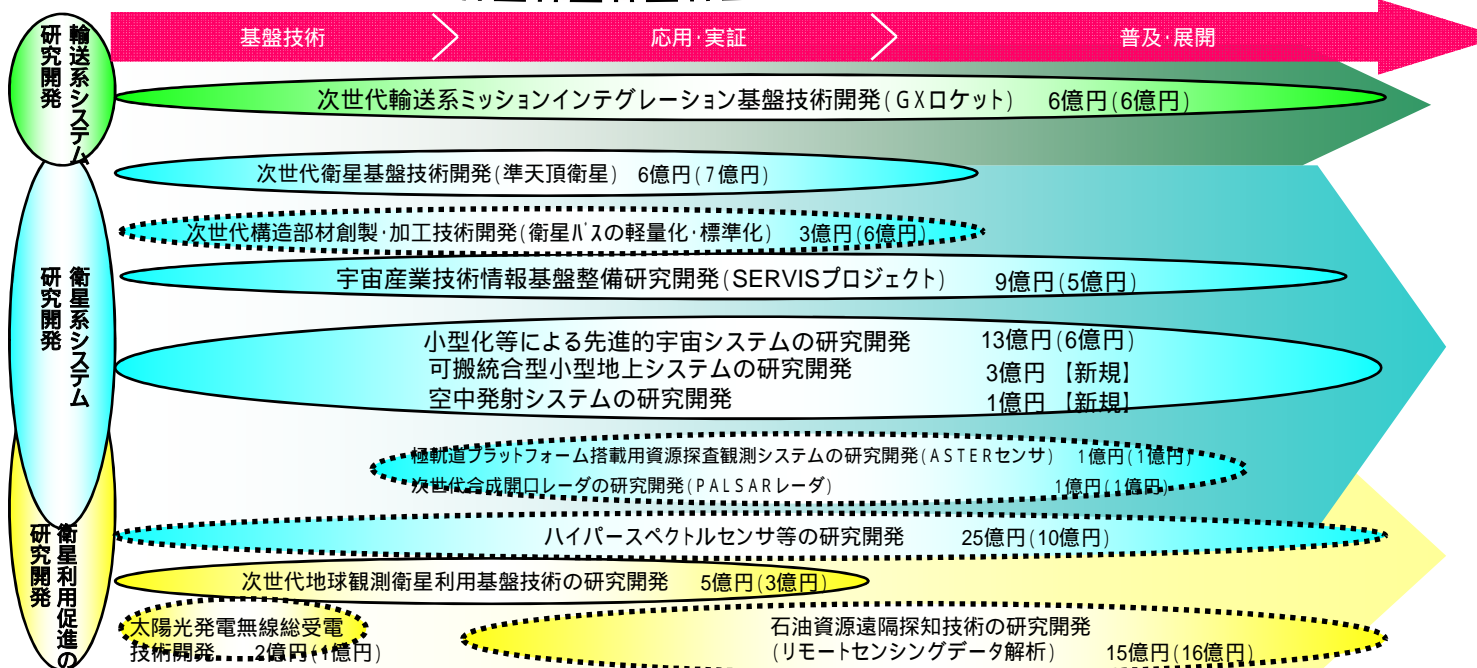 基盤技術
応用・実証
普及・展開
輸送系システム
研究開発
次世代輸送系ミッションインテグレーション基盤技術開発(GXロケット) 6億円(6億円)
衛星系システム
研究開発
次世代衛星基盤技術開発(準天頂衛星) 6億円(7億円)
次世代構造部材創製・加工技術開発(衛星バスの軽量化・標準化) 3億円(6億円)
宇宙産業技術情報基盤整備研究開発(SERVISプロジェクト) 9億円(5億円)
小型化等による先進的宇宙システムの研究開発 13億円(6億円)
可搬統合型小型地上システムの研究開発 3億円 【新規】
空中発射システムの研究開発 1億円 【新規】
極軌道プラットフォーム搭載用資源探査観測システムの研究開発(ASTERセンサ) 1億円(1億円)
次世代合成開口レーダの研究開発(PALSARレーダ) 1億円(1億円)
衛星利用促進の
研究開発
ハイパースペクトルセンサ等の研究開発 25億円(10億円)
次世代地球観測衛星利用基盤技術の研究開発 5億円(3億円)
太陽光発電無線総受電
技術開発 2億円(1億円)
石油資源遠隔探知技術の研究開発
(リモートセンシングデータ解析) 15億円(16億円)